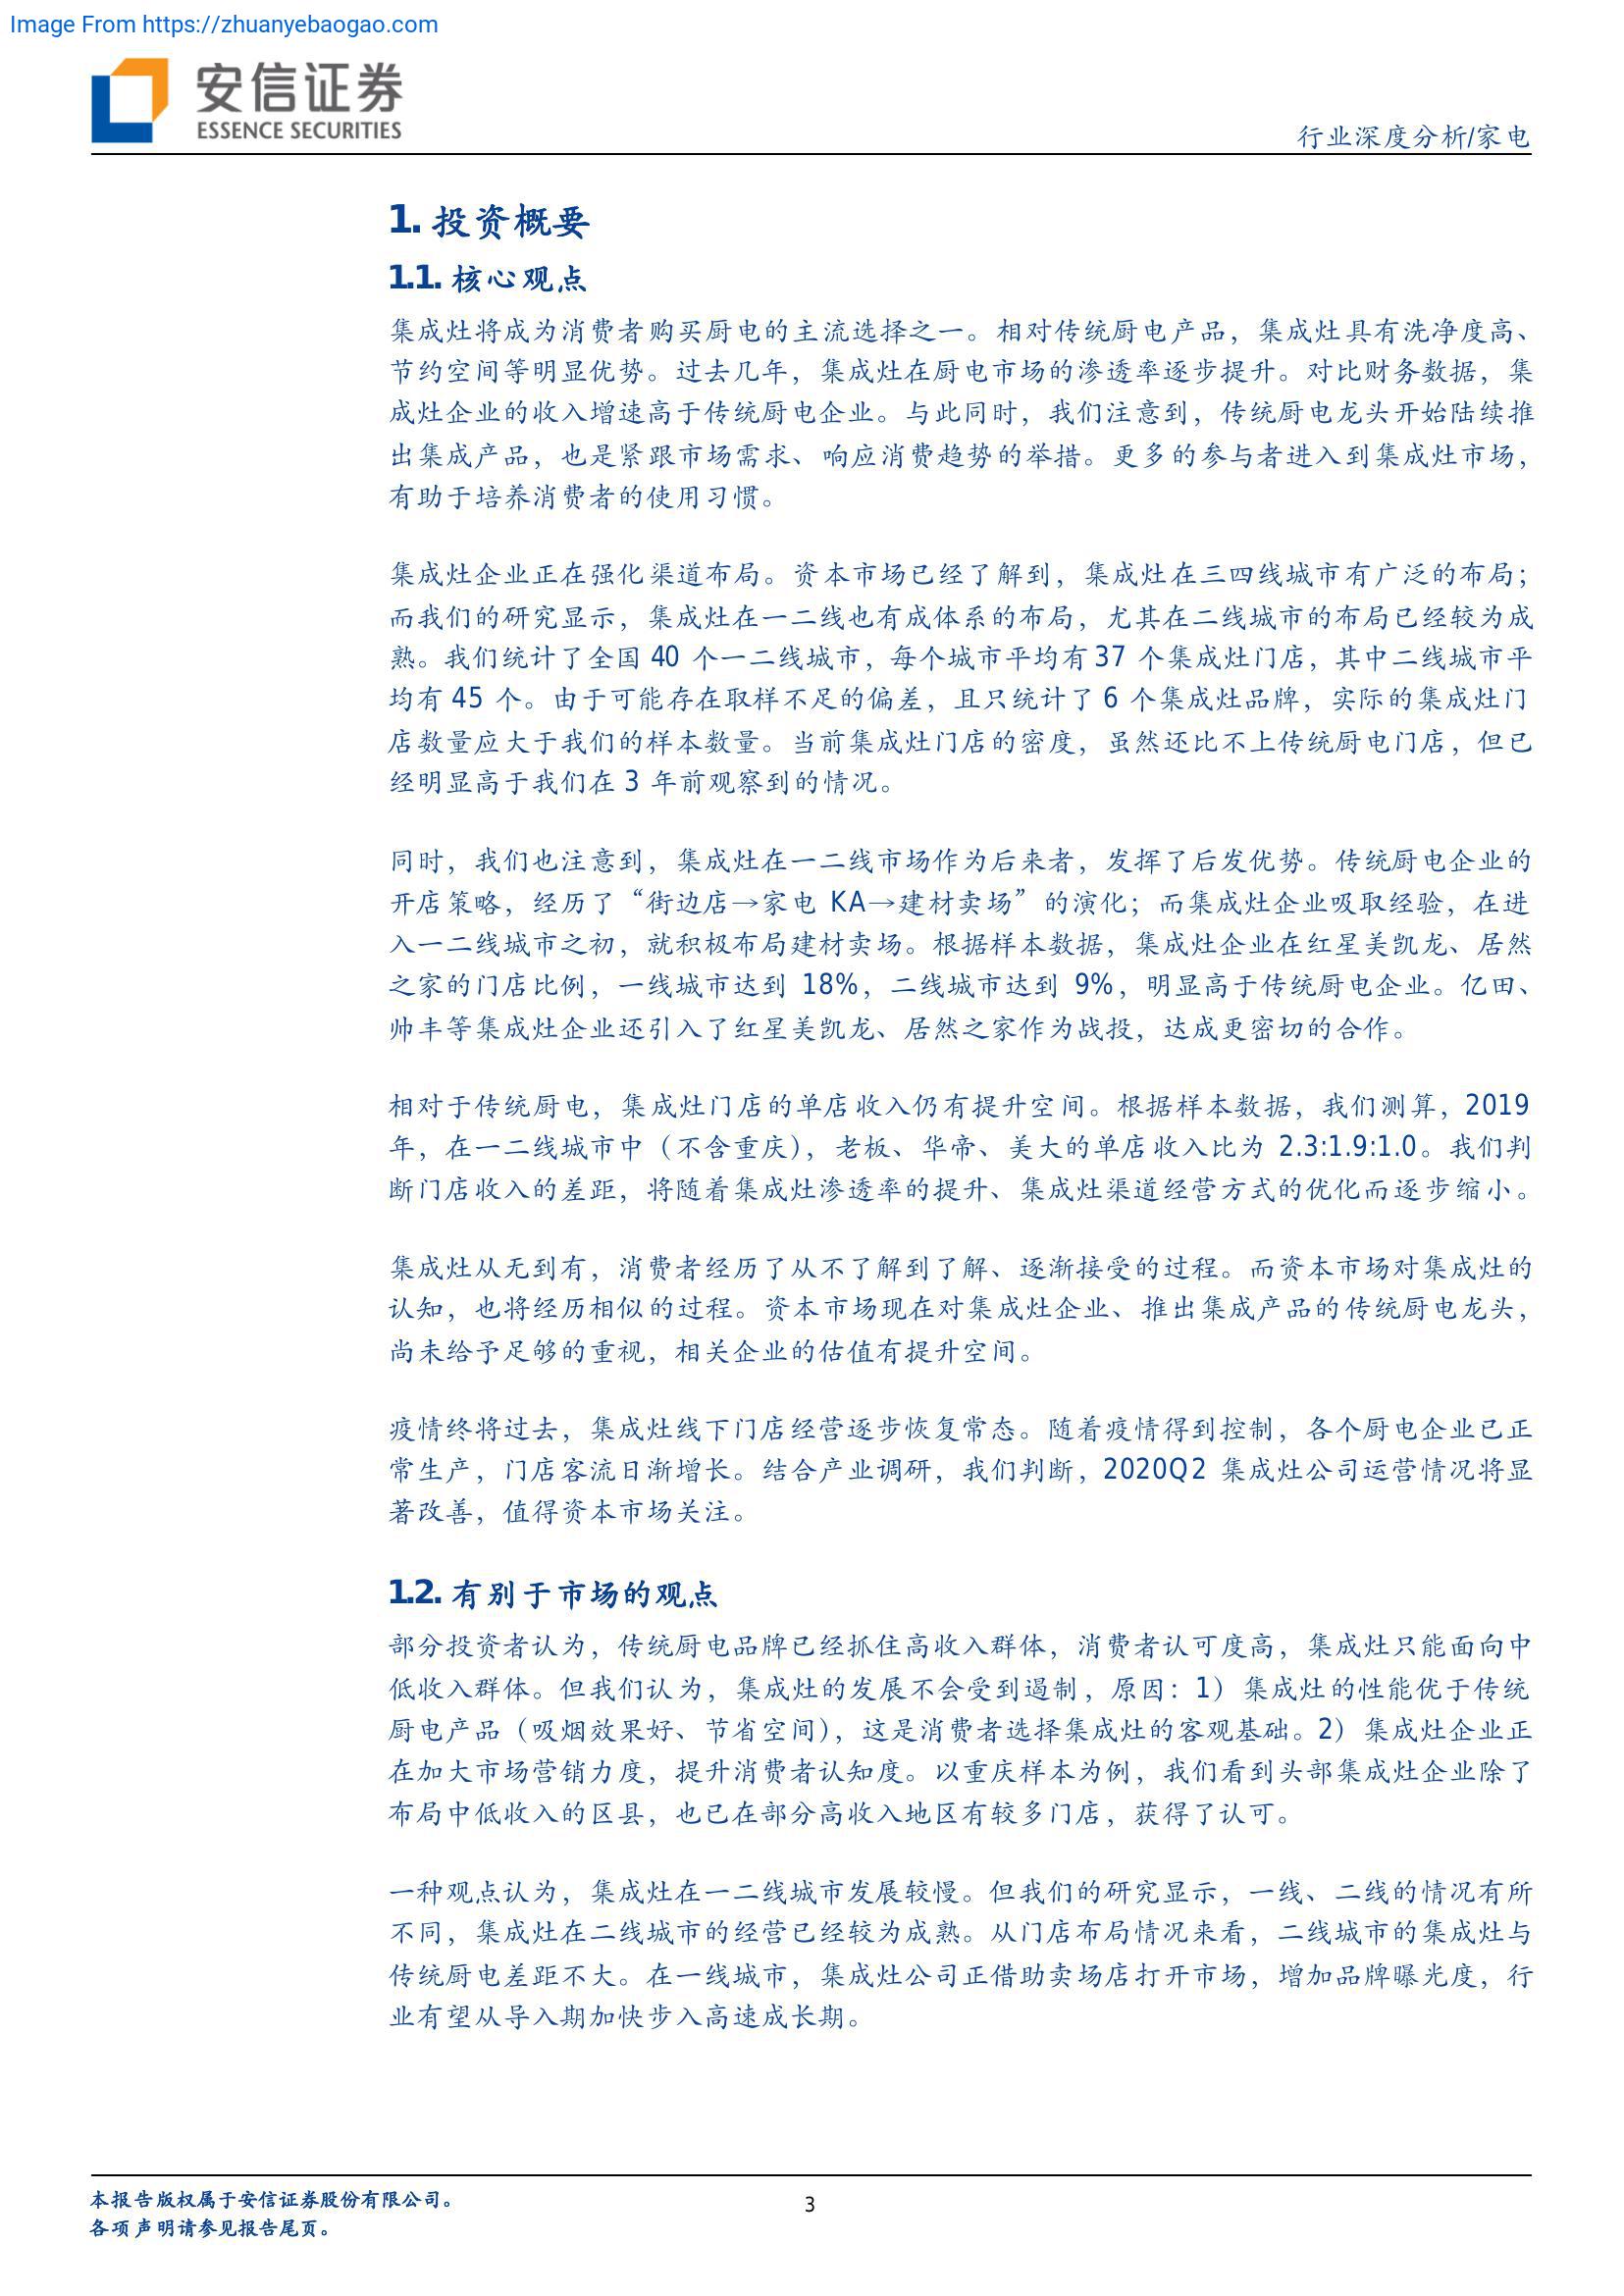 Image From https://zhuanyebaogao.com
安信证券
ESSENCE SECURITIES
行业深度分析/家电
1. 投资概要
1.1. 核心观点
集成灶将成为消费者购买厨电的主流选择之一。相对传统厨电产品，集成灶具有洗净度高、
节约空间等明显优势。过去几年，集成灶在厨电市场的渗透率逐步提升。对比财务数据，集
成灶企业的收入增速高于传统厨电企业。与此同时，我们注意到，传统厨电龙头开始陆续推
出集成产品，也是紧跟市场需求、响应消费趋势的举措。更多的参与者进入到集成灶市场，
有助于培养消费者的使用习惯。
集成灶企业正在强化渠道布局。资本市场已经了解到，集成灶在三四线城市有广泛的布局；
而我们的研究显示，集成灶在一二线也有成体系的布局，尤其在二线城市的布局已经较为成
熟。我们统计了全国 40 个一二线城市，每个城市平均有 37 个集成灶门店，其中二线城市平
均有 45 个。由于可能存在取样不足的偏差，且只统计了 6 个集成灶品牌，实际的集成灶门
店数量应大于我们的样本数量。当前集成灶门店的密度，虽然还比不上传统厨电门店，但已
经明显高于我们在 3 年前观察到的情况。
同时，我们也注意到，集成灶在一二线市场作为后来者，发挥了后发优势。传统厨电企业的
开店策略，经历了“街边店→家电 KA→建材卖场”的演化；而集成灶企业吸取经验，在进
入一二线城市之初，就积极布局建材卖场。根据样本数据，集成灶企业在红星美凯龙、居然
之家的门店比例，一线城市达到 18%，二线城市达到 9%，明显高于传统厨电企业。亿田、
帅丰等集成灶企业还引入了红星美凯龙、居然之家作为战投，达成更密切的合作。
相对于传统厨电，集成灶门店的单店收入仍有提升空间。根据样本数据，我们测算，2019
年，在一二线城市中（不含重庆），老板、华帝、美大的单店收入比为 2.3:1.9:1.0。我们判
断门店收入的差距，将随着集成灶渗透率的提升、集成灶渠道经营方式的优化而逐步缩小。
集成灶从无到有，消费者经历了从不了解到了解、逐渐接受的过程。而资本市场对集成灶的
认知，也将经历相似的过程。资本市场现在对集成灶企业、推出集成产品的传统厨电龙头，
尚未给予足够的重视，相关企业的估值有提升空间。
疫情终将过去，集成灶线下门店经营逐步恢复常态。随着疫情得到控制，各个厨电企业已正
常生产，门店客流日渐增长。结合产业调研，我们判断，2020Q2 集成灶公司运营情况将显
著改善，值得资本市场关注。
1.2. 有别于市场的观点
部分投资者认为，传统厨电品牌已经抓住高收入群体，消费者认可度高，集成灶只能面向中
低收入群体。但我们认为，集成灶的发展不会受到遏制，原因：1）集成灶的性能优于传统
厨电产品（吸烟效果好、节省空间），这是消费者选择集成灶的客观基础。2）集成灶企业正
在加大市场营销力度，提升消费者认知度。以重庆样本为例，我们看到头部集成灶企业除了
布局中低收入的区县，也已在部分高收入地区有较多门店，获得了认可。
一种观点认为，集成灶在一二线城市发展较慢。但我们的研究显示，一线、二线的情况有所
不同，集成灶在二线城市的经营已经较为成熟。从门店布局情况来看，二线城市的集成灶与
传统厨电差距不大。在一线城市，集成灶公司正借助卖场店打开市场，增加品牌曝光度，行
业有望从导入期加快步入高速成长期。
本报告版权属于安信证券股份有限公司。
各项声明请参见报告尾页。
3